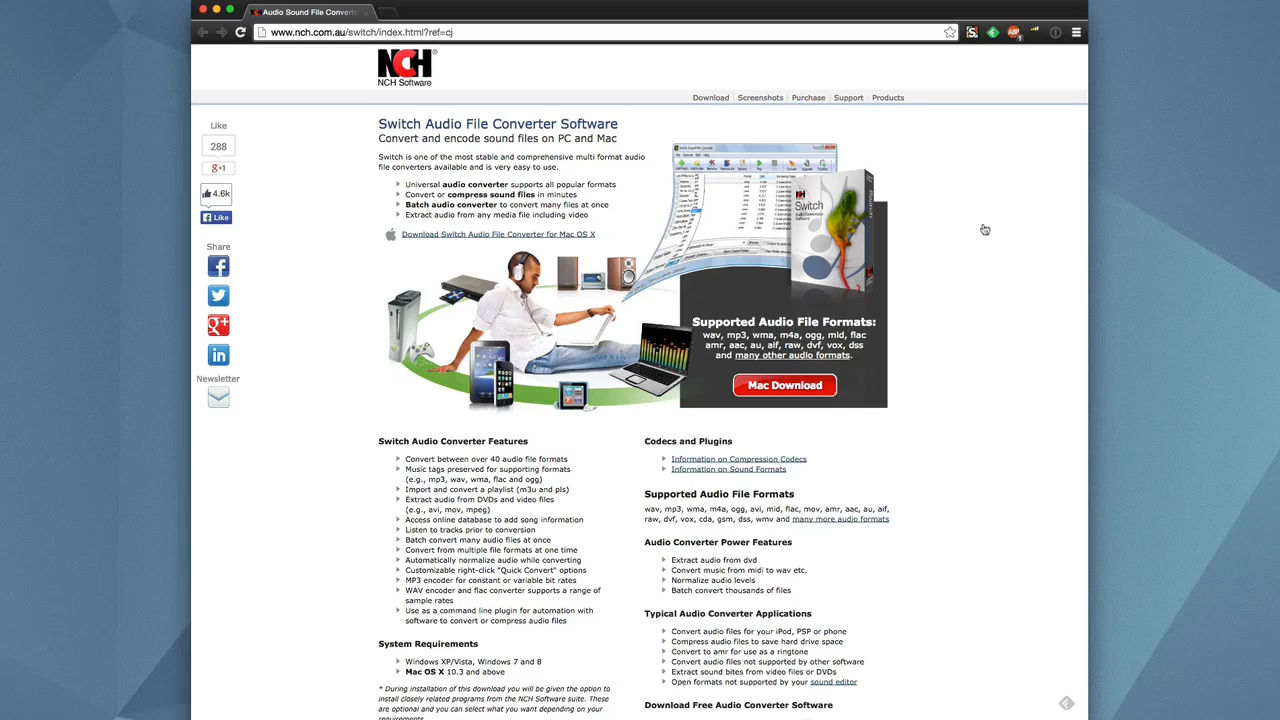 Audio Sound File Converte
www.nch.com.au/switch/index.html?ref=cj
NCH
NCH Software
Download
Screenshots
Purchase
Support
Products
Like
288
+1
4.6k
Like
Share
Newsletter
Switch Audio File Converter Software
Convert and encode sound files on PC and Mac
Switch is one of the most stable and comprehensive multi format audio
file converters available and is very easy to use.
Universal audio converter supports all popular formats
Convert or compress sound files in minutes
Batch audio converter to convert many files at once
Extract audio from any media file including video
Download Switch Audio File Converter for Mac OS X
NCH
Switch
Supported Audio File Formats:
wav, mp3, wma, m4a, ogg, mid, flac
amr, aac, au, aif, raw, dvf, vox, dss
and many other audio formats.
Mac Download
Switch Audio Converter Features
Convert between over 40 audio file formats
Music tags preserved for supporting formats
(e.g., mp3, wav, wma, flac and ogg)
Import and convert a playlist (m3u and pls)
Extract audio from DVDs and video files
(e.g., avi, mov, mpeg)
Access online database to add song information
Listen to tracks prior to conversion
Batch convert many audio files at once
Convert from multiple file formats at one time
Automatically normalize audio while converting
Customizable right-click "Quick Convert" options
MP3 encoder for constant or variable bit rates
WAV encoder and flac converter supports a range of
sample rates
Use as a command line plugin for automation with
software to convert or compress audio files
System Requirements
Windows XP/Vista, Windows 7 and 8
Mac OS X 10.3 and above
* During installation of this download you will be given the option to
install closely related programs from the NCH Software suite. These
are optional and you can select what you want depending on your
requirements.
Codecs and Plugins
Information on Compression Codecs
Information on Sound Formats
Supported Audio File Formats
wav, mp3, wma, m4a, ogg, avi, mid, flac, mov, amr, aac, au, aif,
raw, dvf, vox, cda, gsm, dss, wmv and many more audio formats
Audio Converter Power Features
Extract audio from dvd
Convert music from midi to wav etc.
Normalize audio levels
Batch convert thousands of files
Typical Audio Converter Applications
Convert audio files for your iPod, PSP or phone
Compress audio files to save hard drive space
Convert to amr for use as a ringtone
Convert audio files not supported by other software
Extract sound bites from video files or DVDs
Open formats not supported by your sound editor
Download Free Audio Converter Software